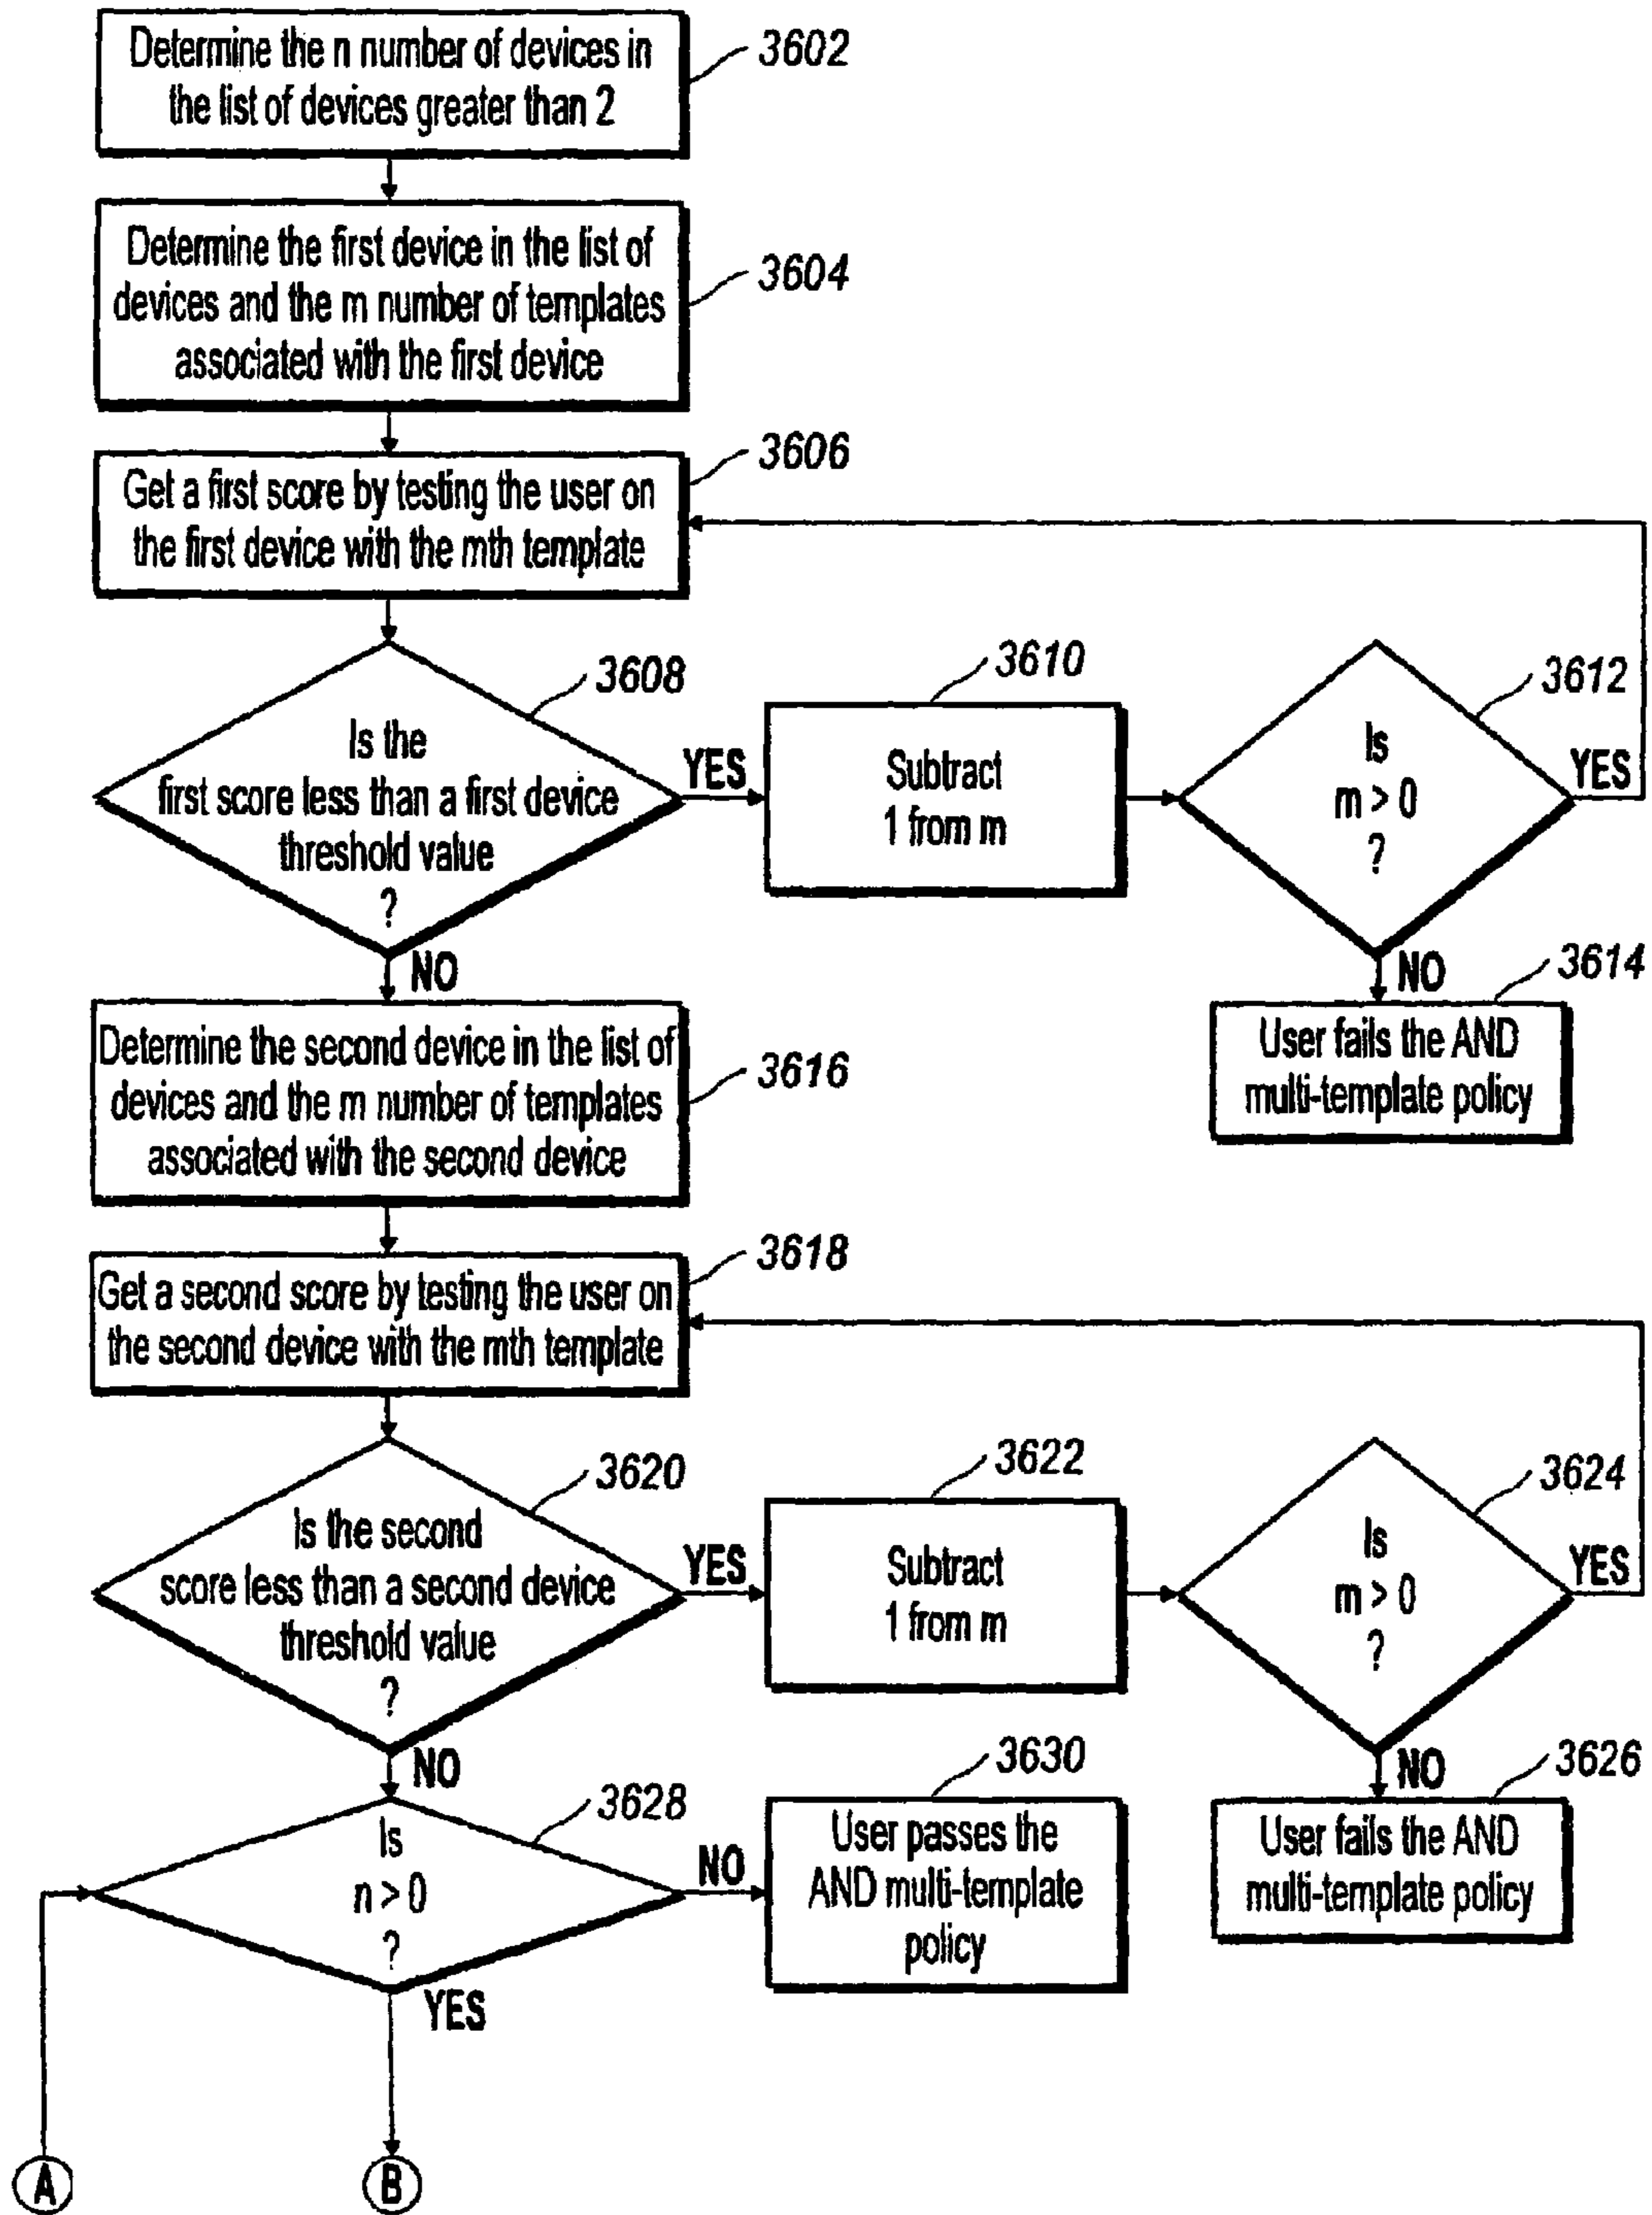 Determine the n number of devices in
the list of devices greater than 2
3602
Determine the first device in the list of
devices and the m number of templates
associated with the first device
3604
Get a first score by testing the user on
the first device with the mth template
3606
Is the
first score less than a first device
threshold value
?
3608
YES
NO
Subtract
1 from m
3610
Is
m > 0
?
3612
YES
NO
User fails the AND
multi-template policy
3614
Determine the second device in the list of
devices and the m number of templates
associated with the second device
3616
Get a second score by testing the user on
the second device with the mth template
3618
Is the second
score less than a second device
threshold value
?
3620
YES
NO
Subtract
1 from m
3622
Is
m > 0
?
3624
YES
NO
User fails the AND
multi-template policy
3626
Is
n > 0
?
3628
NO
YES
User passes the
AND multi-template
policy
3630
A
B